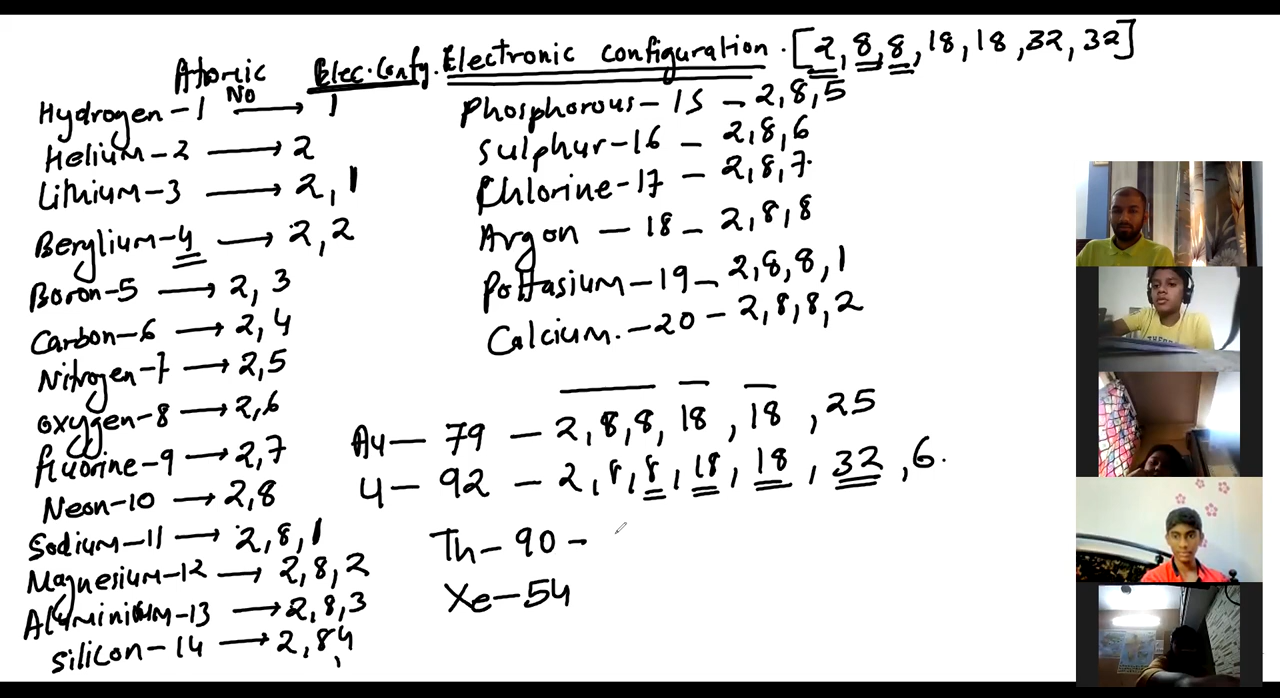 Electronic configuration. [2, 8, 8, 18, 18, 32, 32]
Atomic No Elec. Config.
Hydrogen-1 → 1
Helium-2 → 2
Lithium-3 → 2, 1
Berylium-4 → 2, 2
Boron-5 → 2, 3
Carbon-6 → 2, 4
Nitrogen-7 → 2,5
Oxygen-8 → 2,6
fluorine-9 → 2,7
Neon-10 → 2,8
Sodium-11 → 2, 8, 1
Magnesium-12 → 2, 8, 2
Aluminium-13 → 2, 8, 3
Silicon-14 → 2, 8, 4
Phosphorous-15 - 2, 8, 5
Sulphur-16 - 2, 8, 6
Chlorine-17 - 2, 8, 7.
Argon - 18 - 2, 8, 8
Pottasium-19 - 2, 8, 8, 1
Calcium.-20 - 2, 8, 8, 2
Au - 79 - 2, 8, 8, 18, 18, 25
U - 92 - 2, 8, 8, 18, 18, 32, 6.
Th - 90 -
Xe - 54